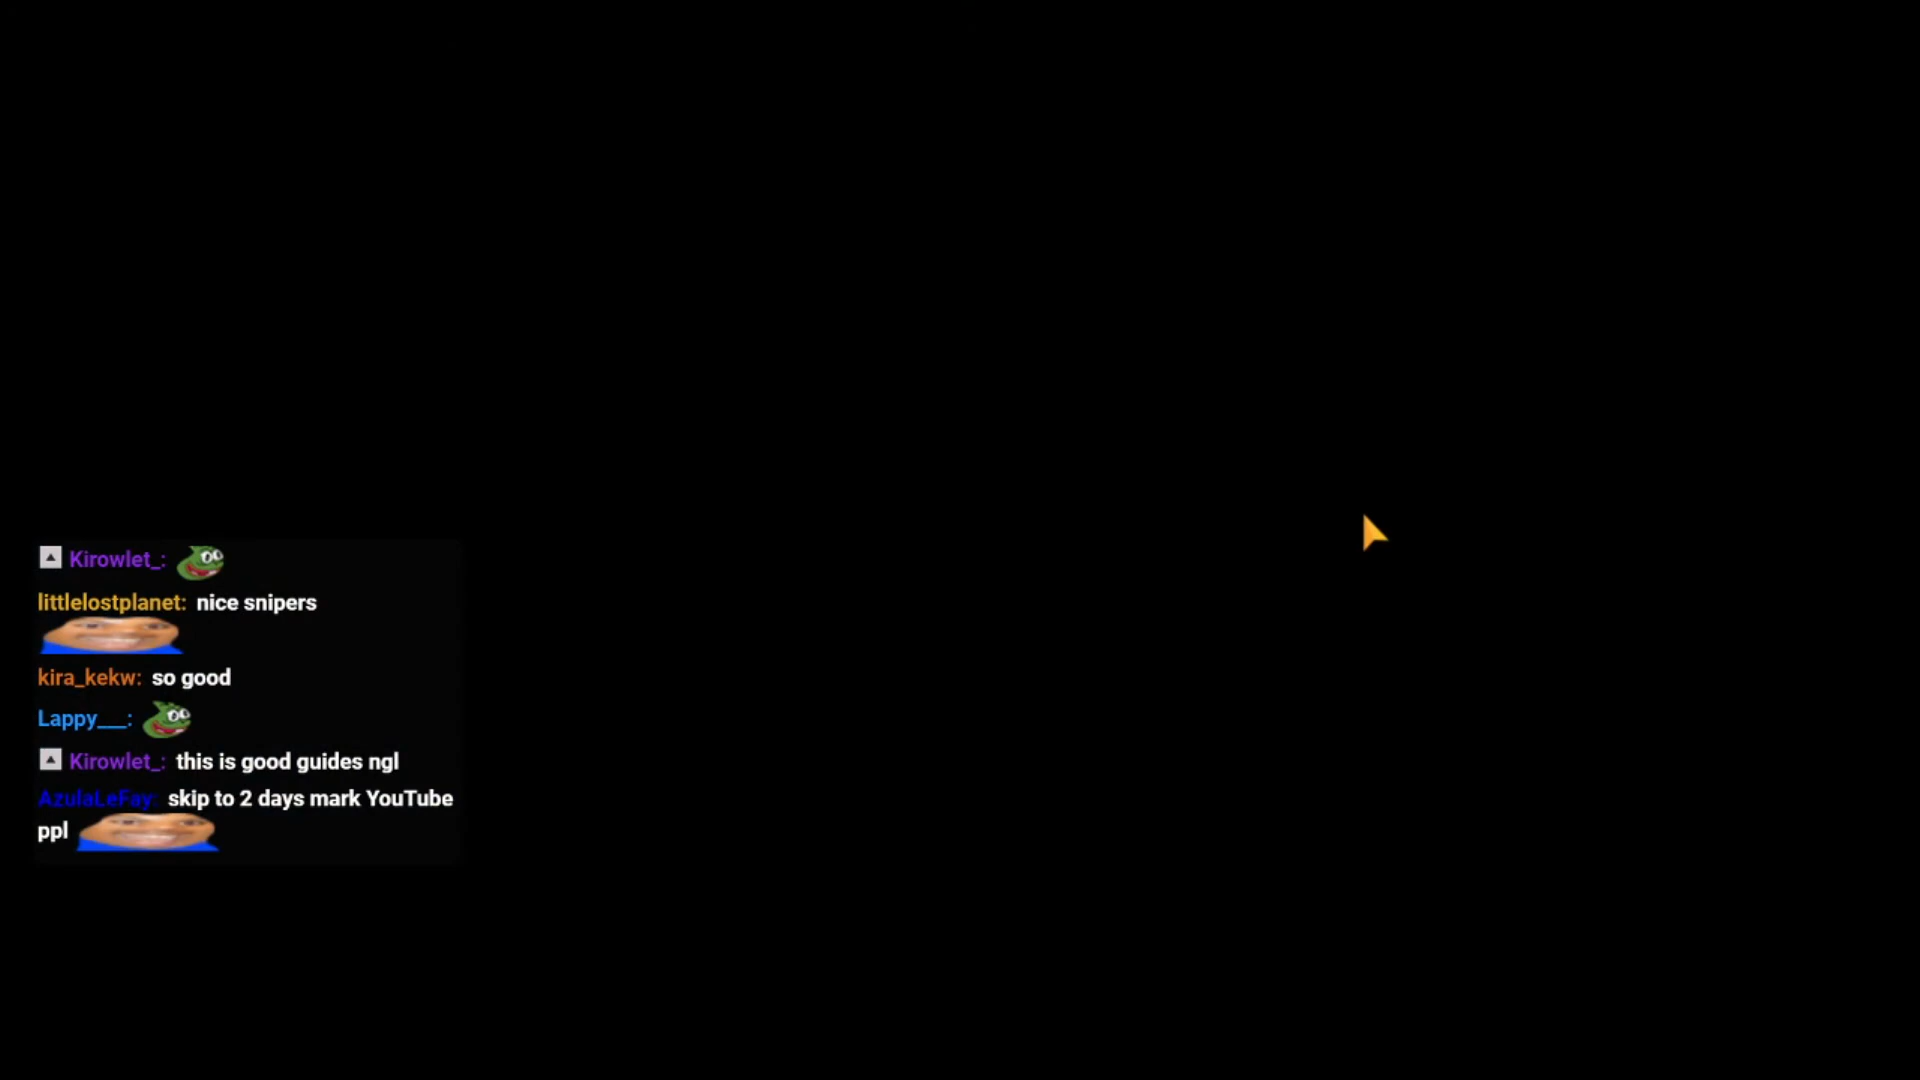 Kirowlet_:
littlelostplanet: nice snipers
kira_kekw: so good
Lappy___:
Kirowlet_: this is good guides ngl
AzulaLeFay: skip to 2 days mark YouTube
ppl